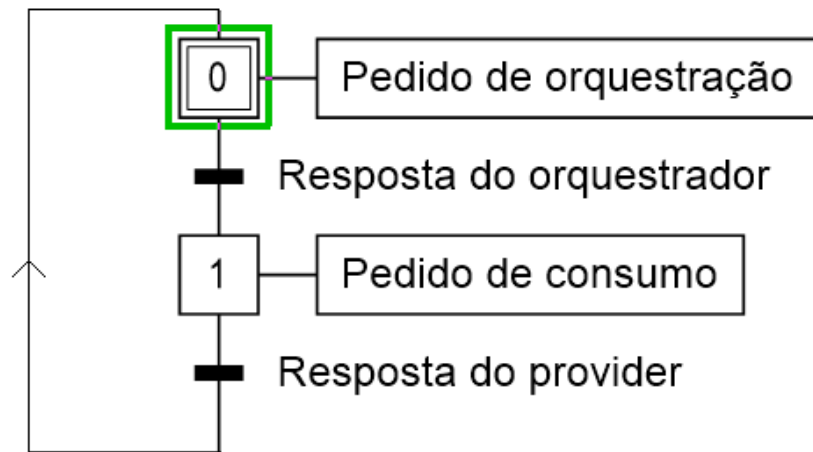 0
Pedido de orquestração
Resposta do orquestrador
1
Pedido de consumo
Resposta do provider